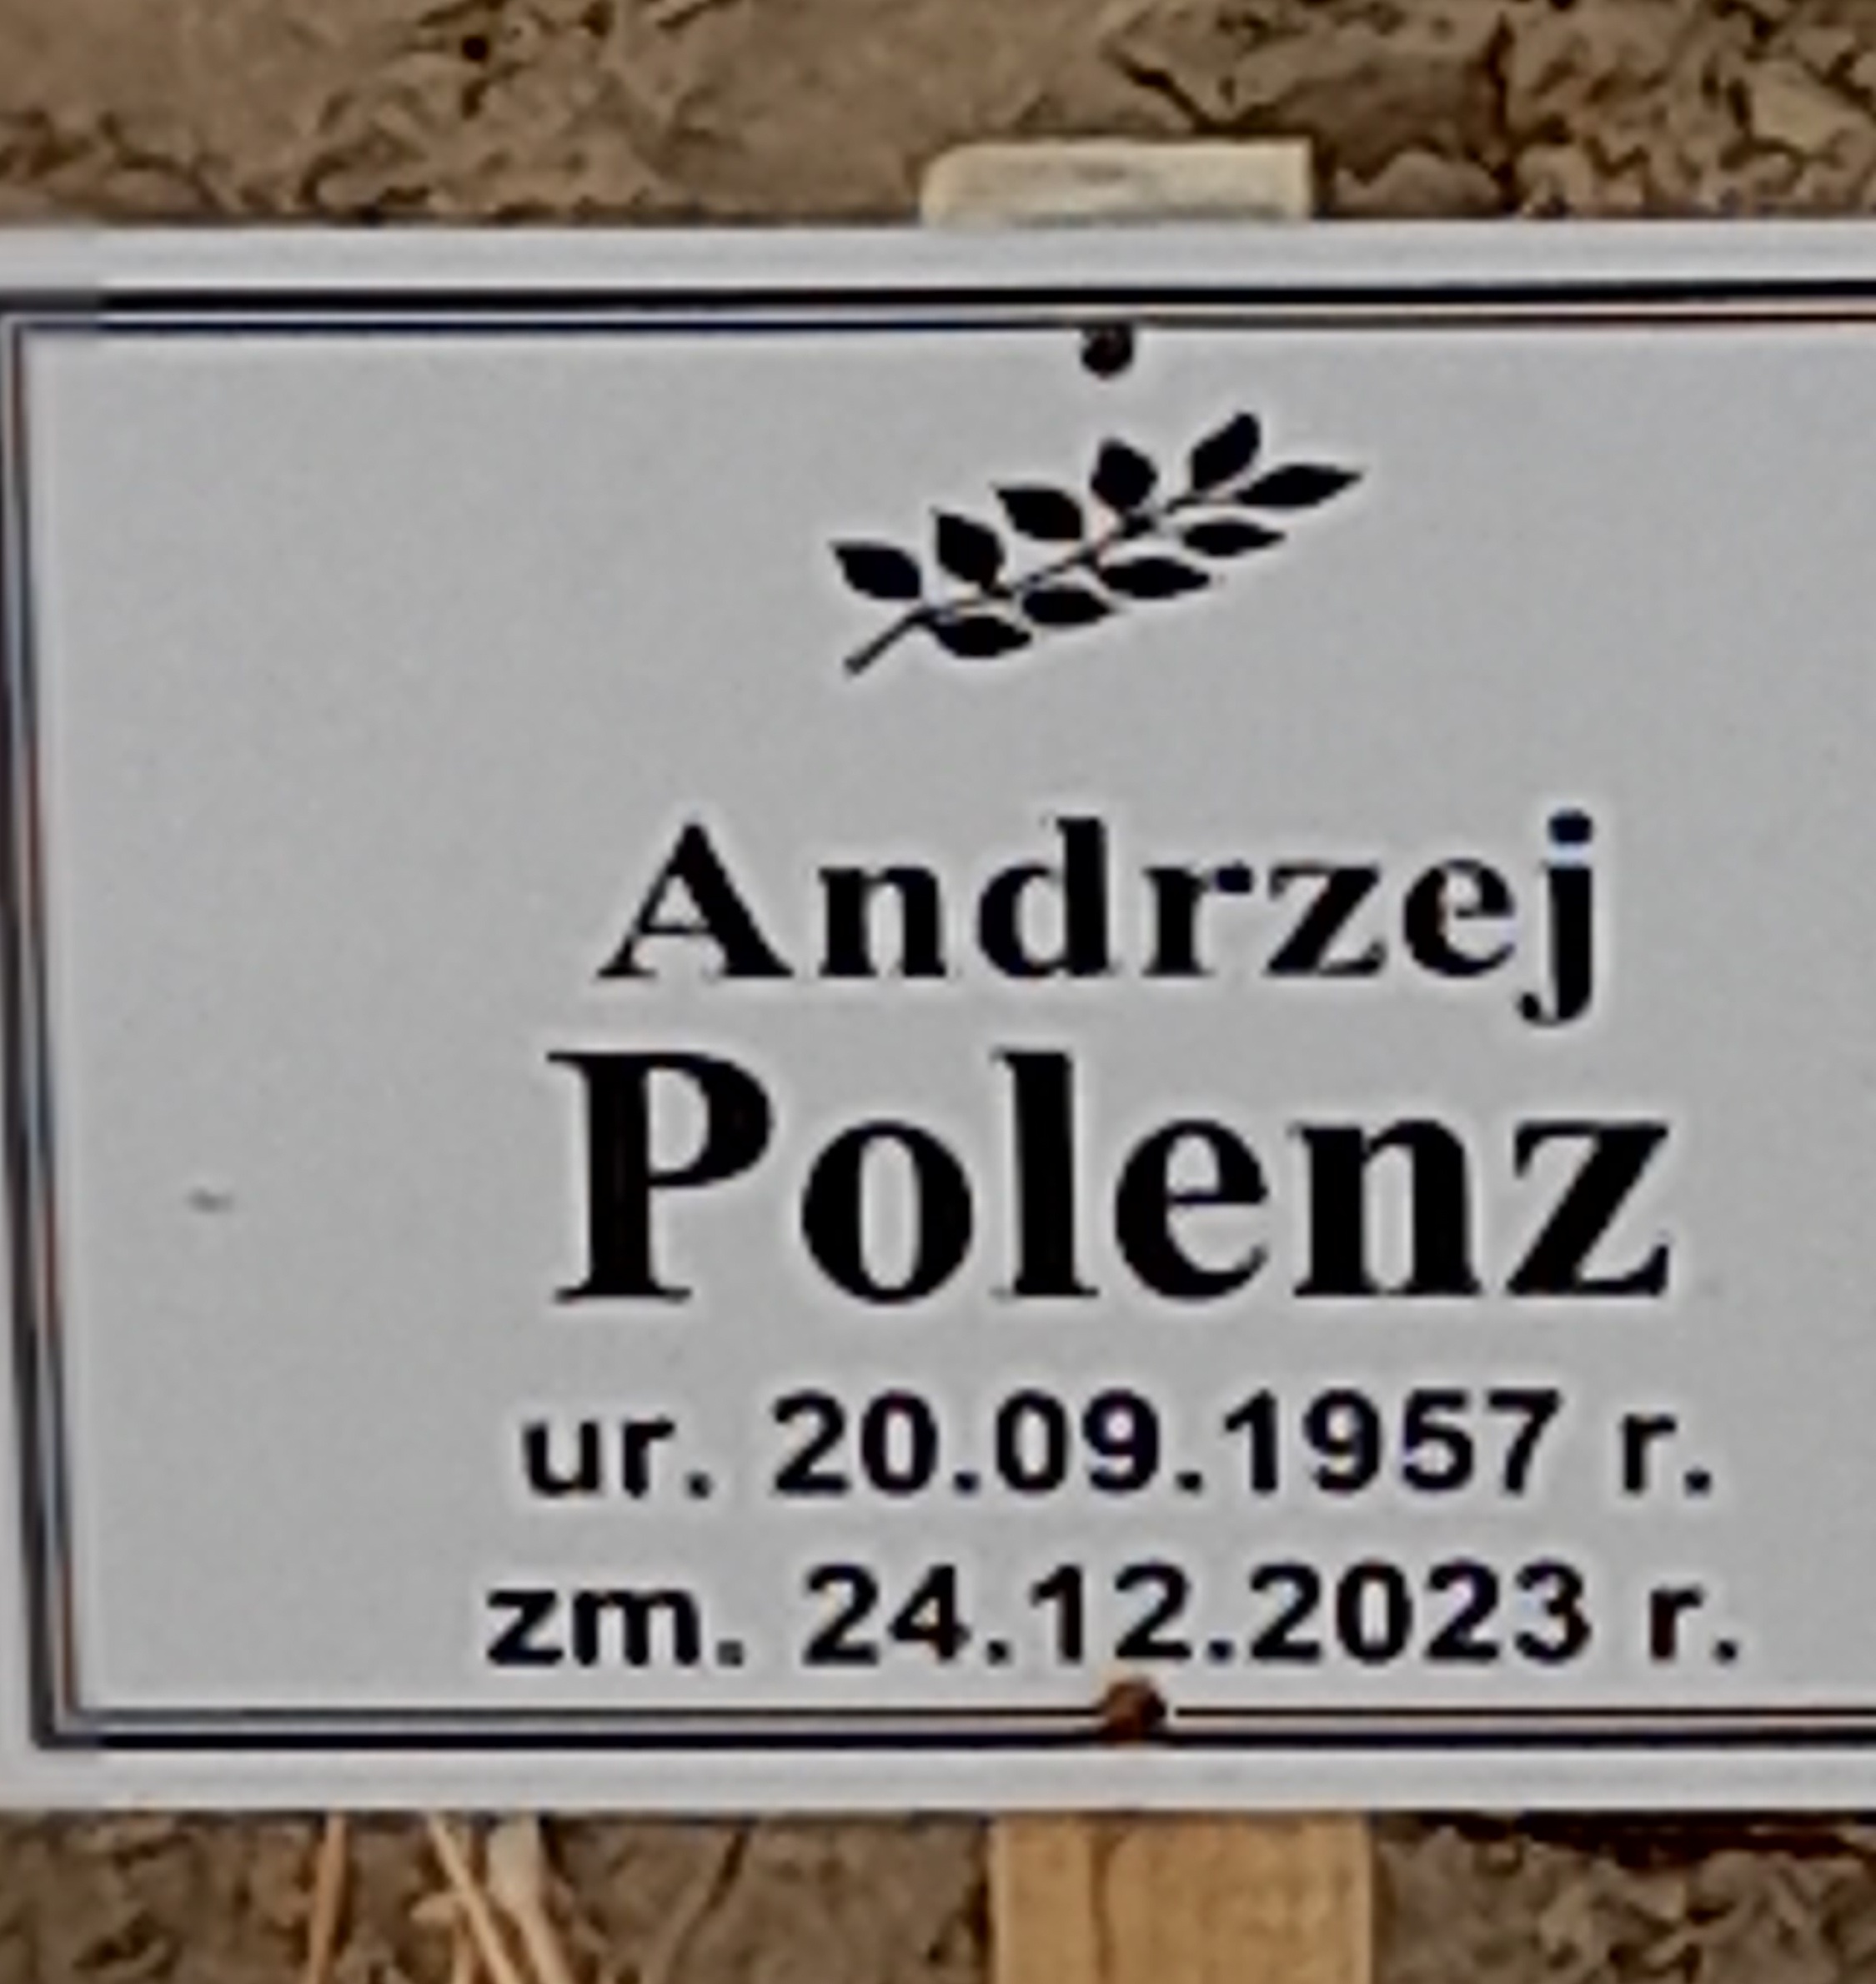 Andrzej
Polenz
ur. 20.09.1957 r.
zm. 24.12.2023 r.